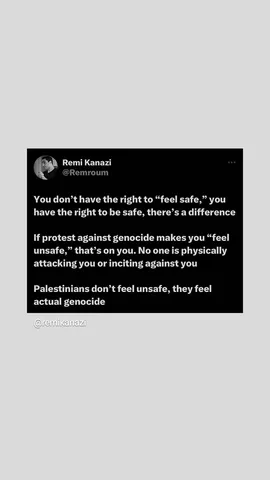 Remi Kanazi
@Remroum
You don't have the right to “feel safe,” you
have the right to be safe, there's a difference
If protest against genocide makes you “feel
unsafe,” that's on you. No one is physically
attacking you or inciting against you
Palestinians don't feel unsafe, they feel
actual genocide
@remikanazi